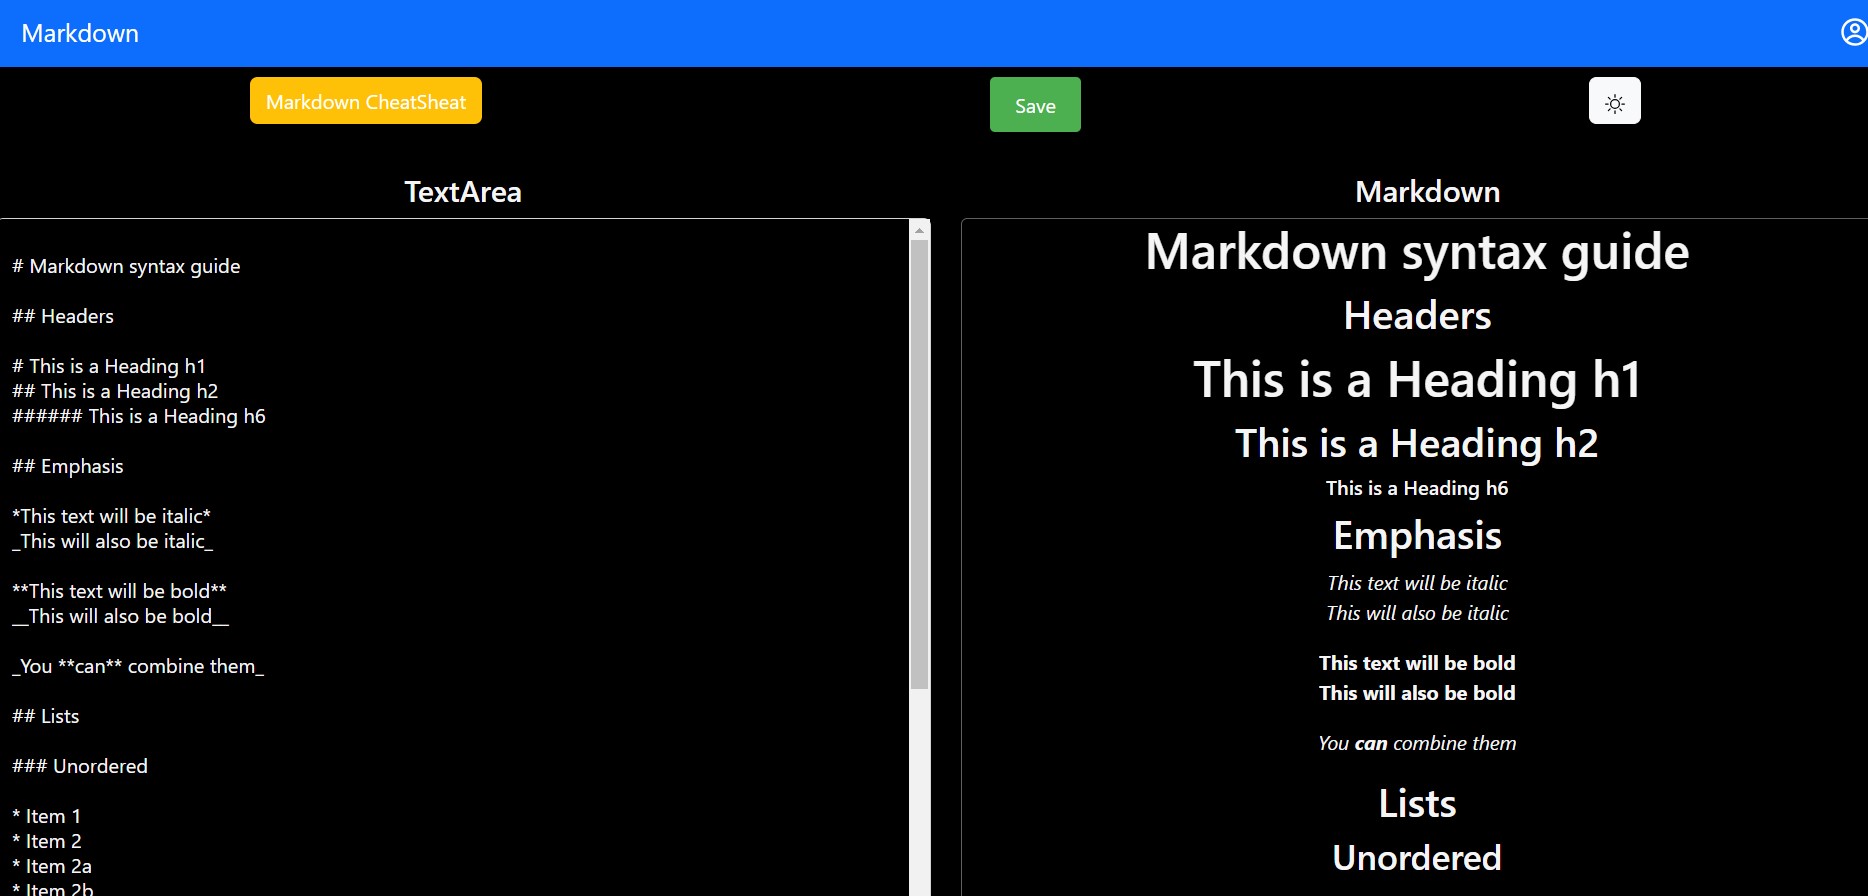 Markdown
Markdown CheatSheat
Save
TextArea
# Markdown syntax guide
## Headers
# This is a Heading h1
## This is a Heading h2
###### This is a Heading h6
## Emphasis
*This text will be italic*
_This will also be italic_
**This text will be bold**
__This will also be bold__
_You **can** combine them_
## Lists
### Unordered
* Item 1
* Item 2
* Item 2a
* Item 2b
Markdown
Markdown syntax guide
Headers
This is a Heading h1
This is a Heading h2
This is a Heading h6
Emphasis
This text will be italic
This will also be italic
This text will be bold
This will also be bold
You can combine them
Lists
Unordered